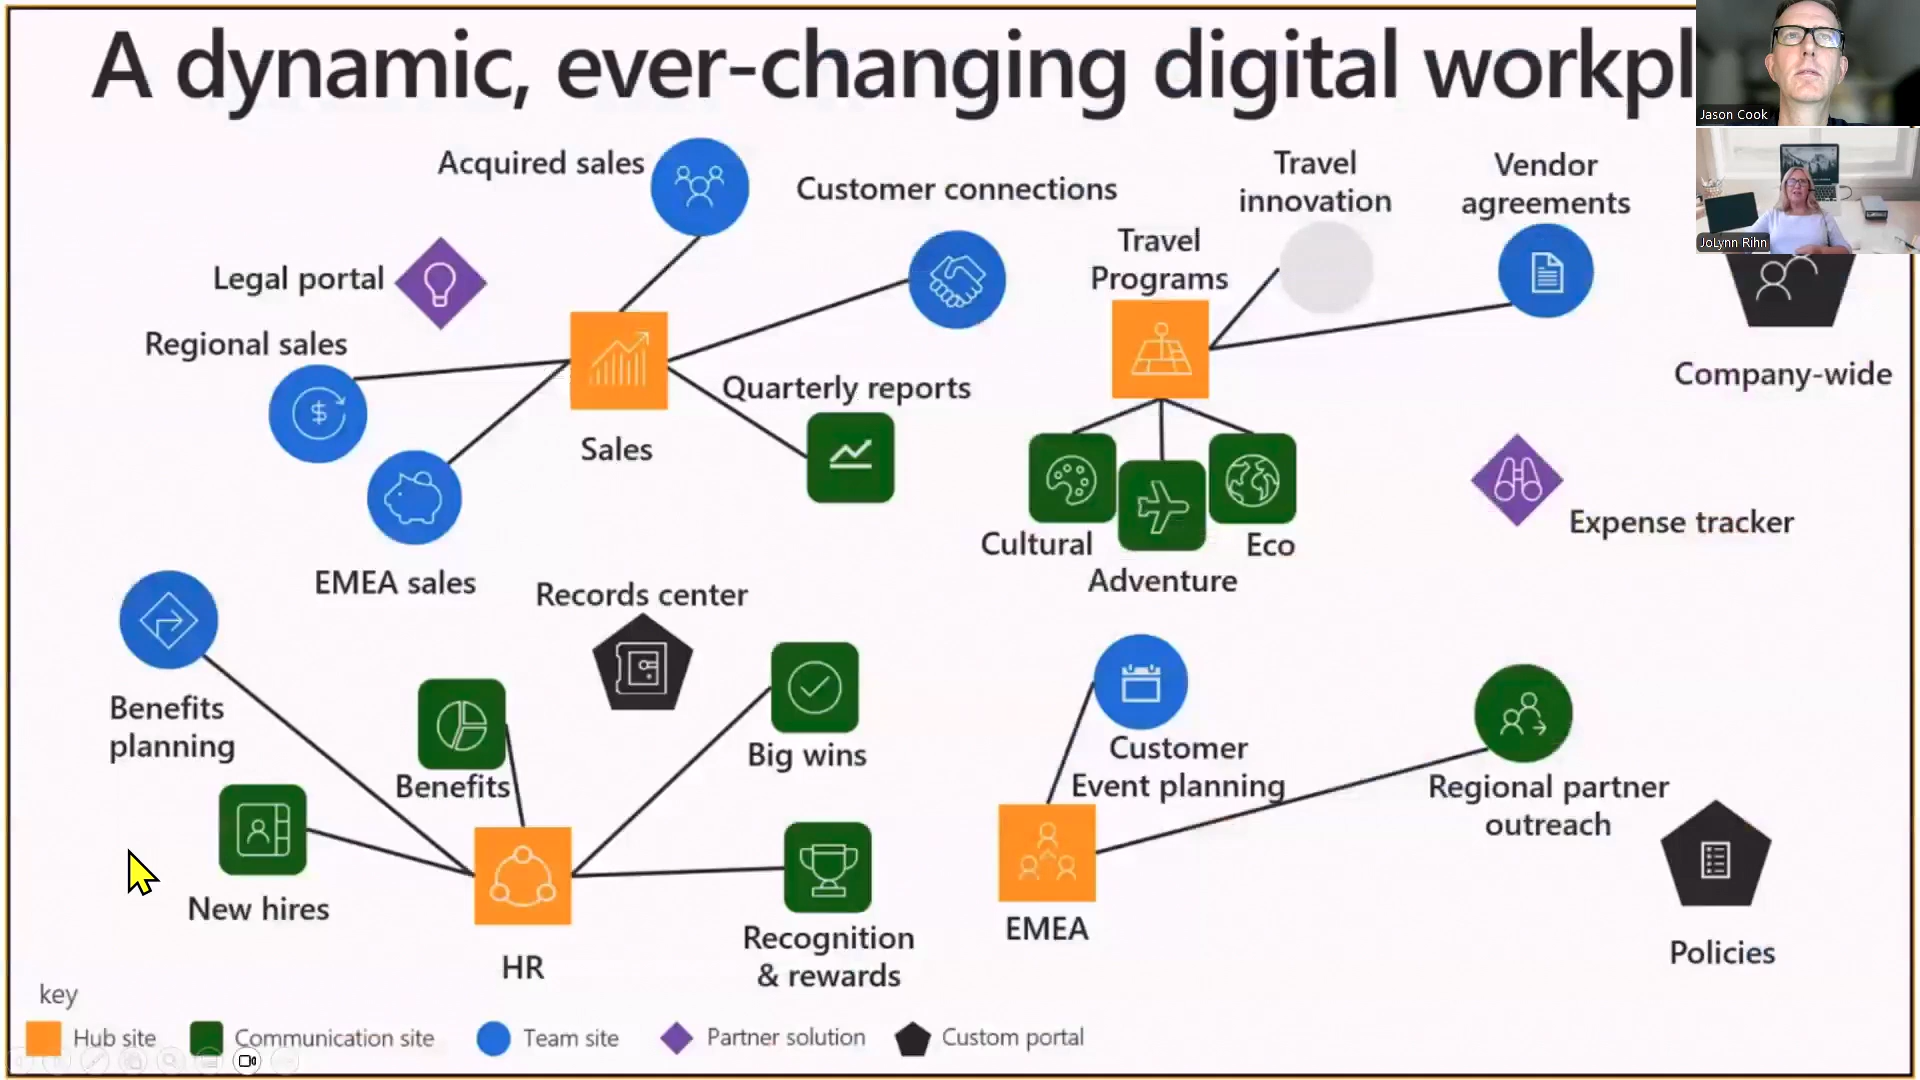 A dynamic, ever-changing digital workpl
Jason Cook
JoLynn Rihn
Acquired sales
Customer connections
Travel
innovation
Vendor
agreements
Legal portal
Travel
Programs
Regional sales
Quarterly reports
Company-wide
Sales
$
Expense tracker
Cultural
Eco
Adventure
EMEA sales
Records center
Benefits
planning
Benefits
Big wins
Customer
Event planning
Regional partner
outreach
New hires
HR
Recognition
& rewards
EMEA
Policies
key
Hub site
Communication site
Team site
Partner solution
Custom portal